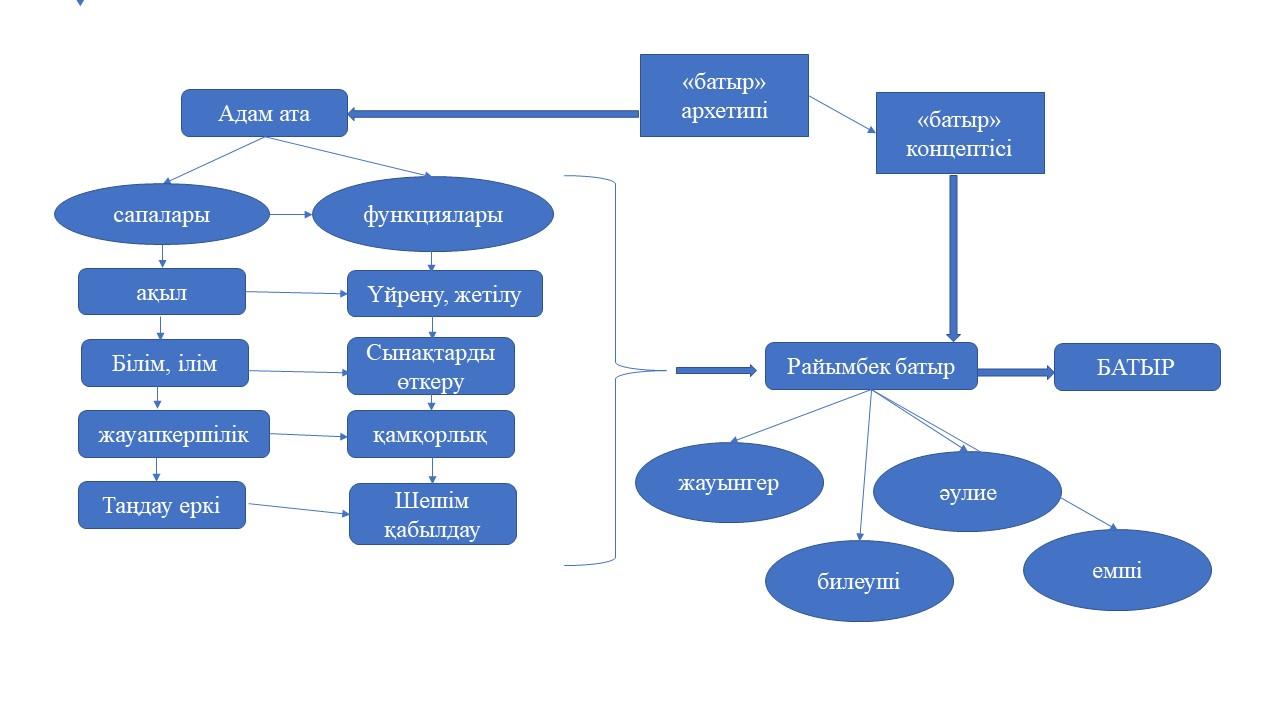 «батыр»
архетипі
Адам ата
«батыр»
концептісі
сапалары
функциялары
ақыл
Үйрену, жетілу
Білім, ілім
Сынақтарды
өткеру
Райымбек батыр
БАТЫР
жауапкершілік
қамқорлық
жауынгер
әулие
Таңдау еркі
Шешім
қабылдау
билеуші
емші